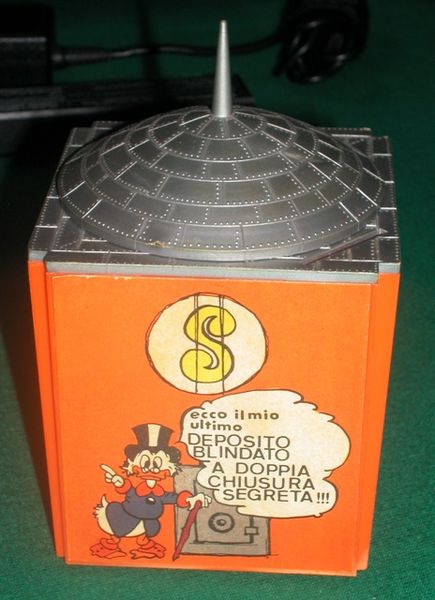 S
ecco il mio
ultimo
DEPOSITO
BLINDATO
A DOPPIA
CHIUSURA
SEGRETA!!!